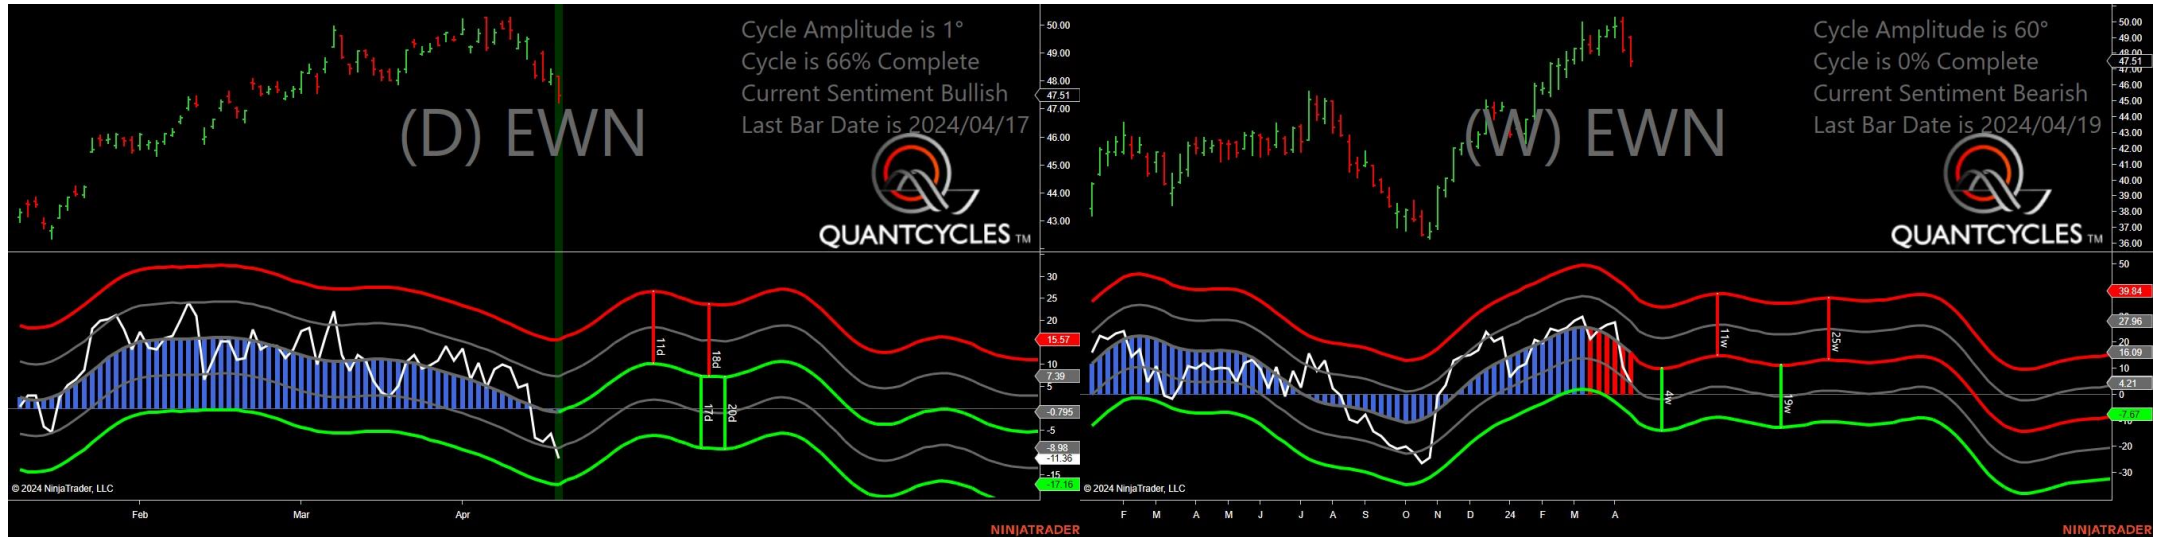 Cycle Amplitude is 1°
Cycle is 66% Complete
Current Sentiment Bullish
Last Bar Date is 2024/04/17
(D) EWN
QUANTCYCLES TM
50.00
49.00
48.00
47.51
47.00
46.00
45.00
44.00
43.00
11d
18d
17d
20d
30
25
20
15.57
10
7.39
5
-0.795
-5
-8.98
-11.36
-15
-17.16
© 2024 NinjaTrader, LLC
Feb Mar Apr
NINJATRADER
Cycle Amplitude is 60°
Cycle is 0% Complete
Current Sentiment Bearish
Last Bar Date is 2024/04/19
(W) EWN
QUANTCYCLES TM
50.00
49.00
48.00
47.51
47.00
46.00
45.00
44.00
43.00
42.00
41.00
40.00
39.00
38.00
37.00
36.00
4w
11w
19w
25w
50
39.84
27.96
20
16.09
10
4.21
0
-7.67
-20
-30
© 2024 NinjaTrader, LLC
F M A M J J A S O N D 24 F M A
NINJATRADER